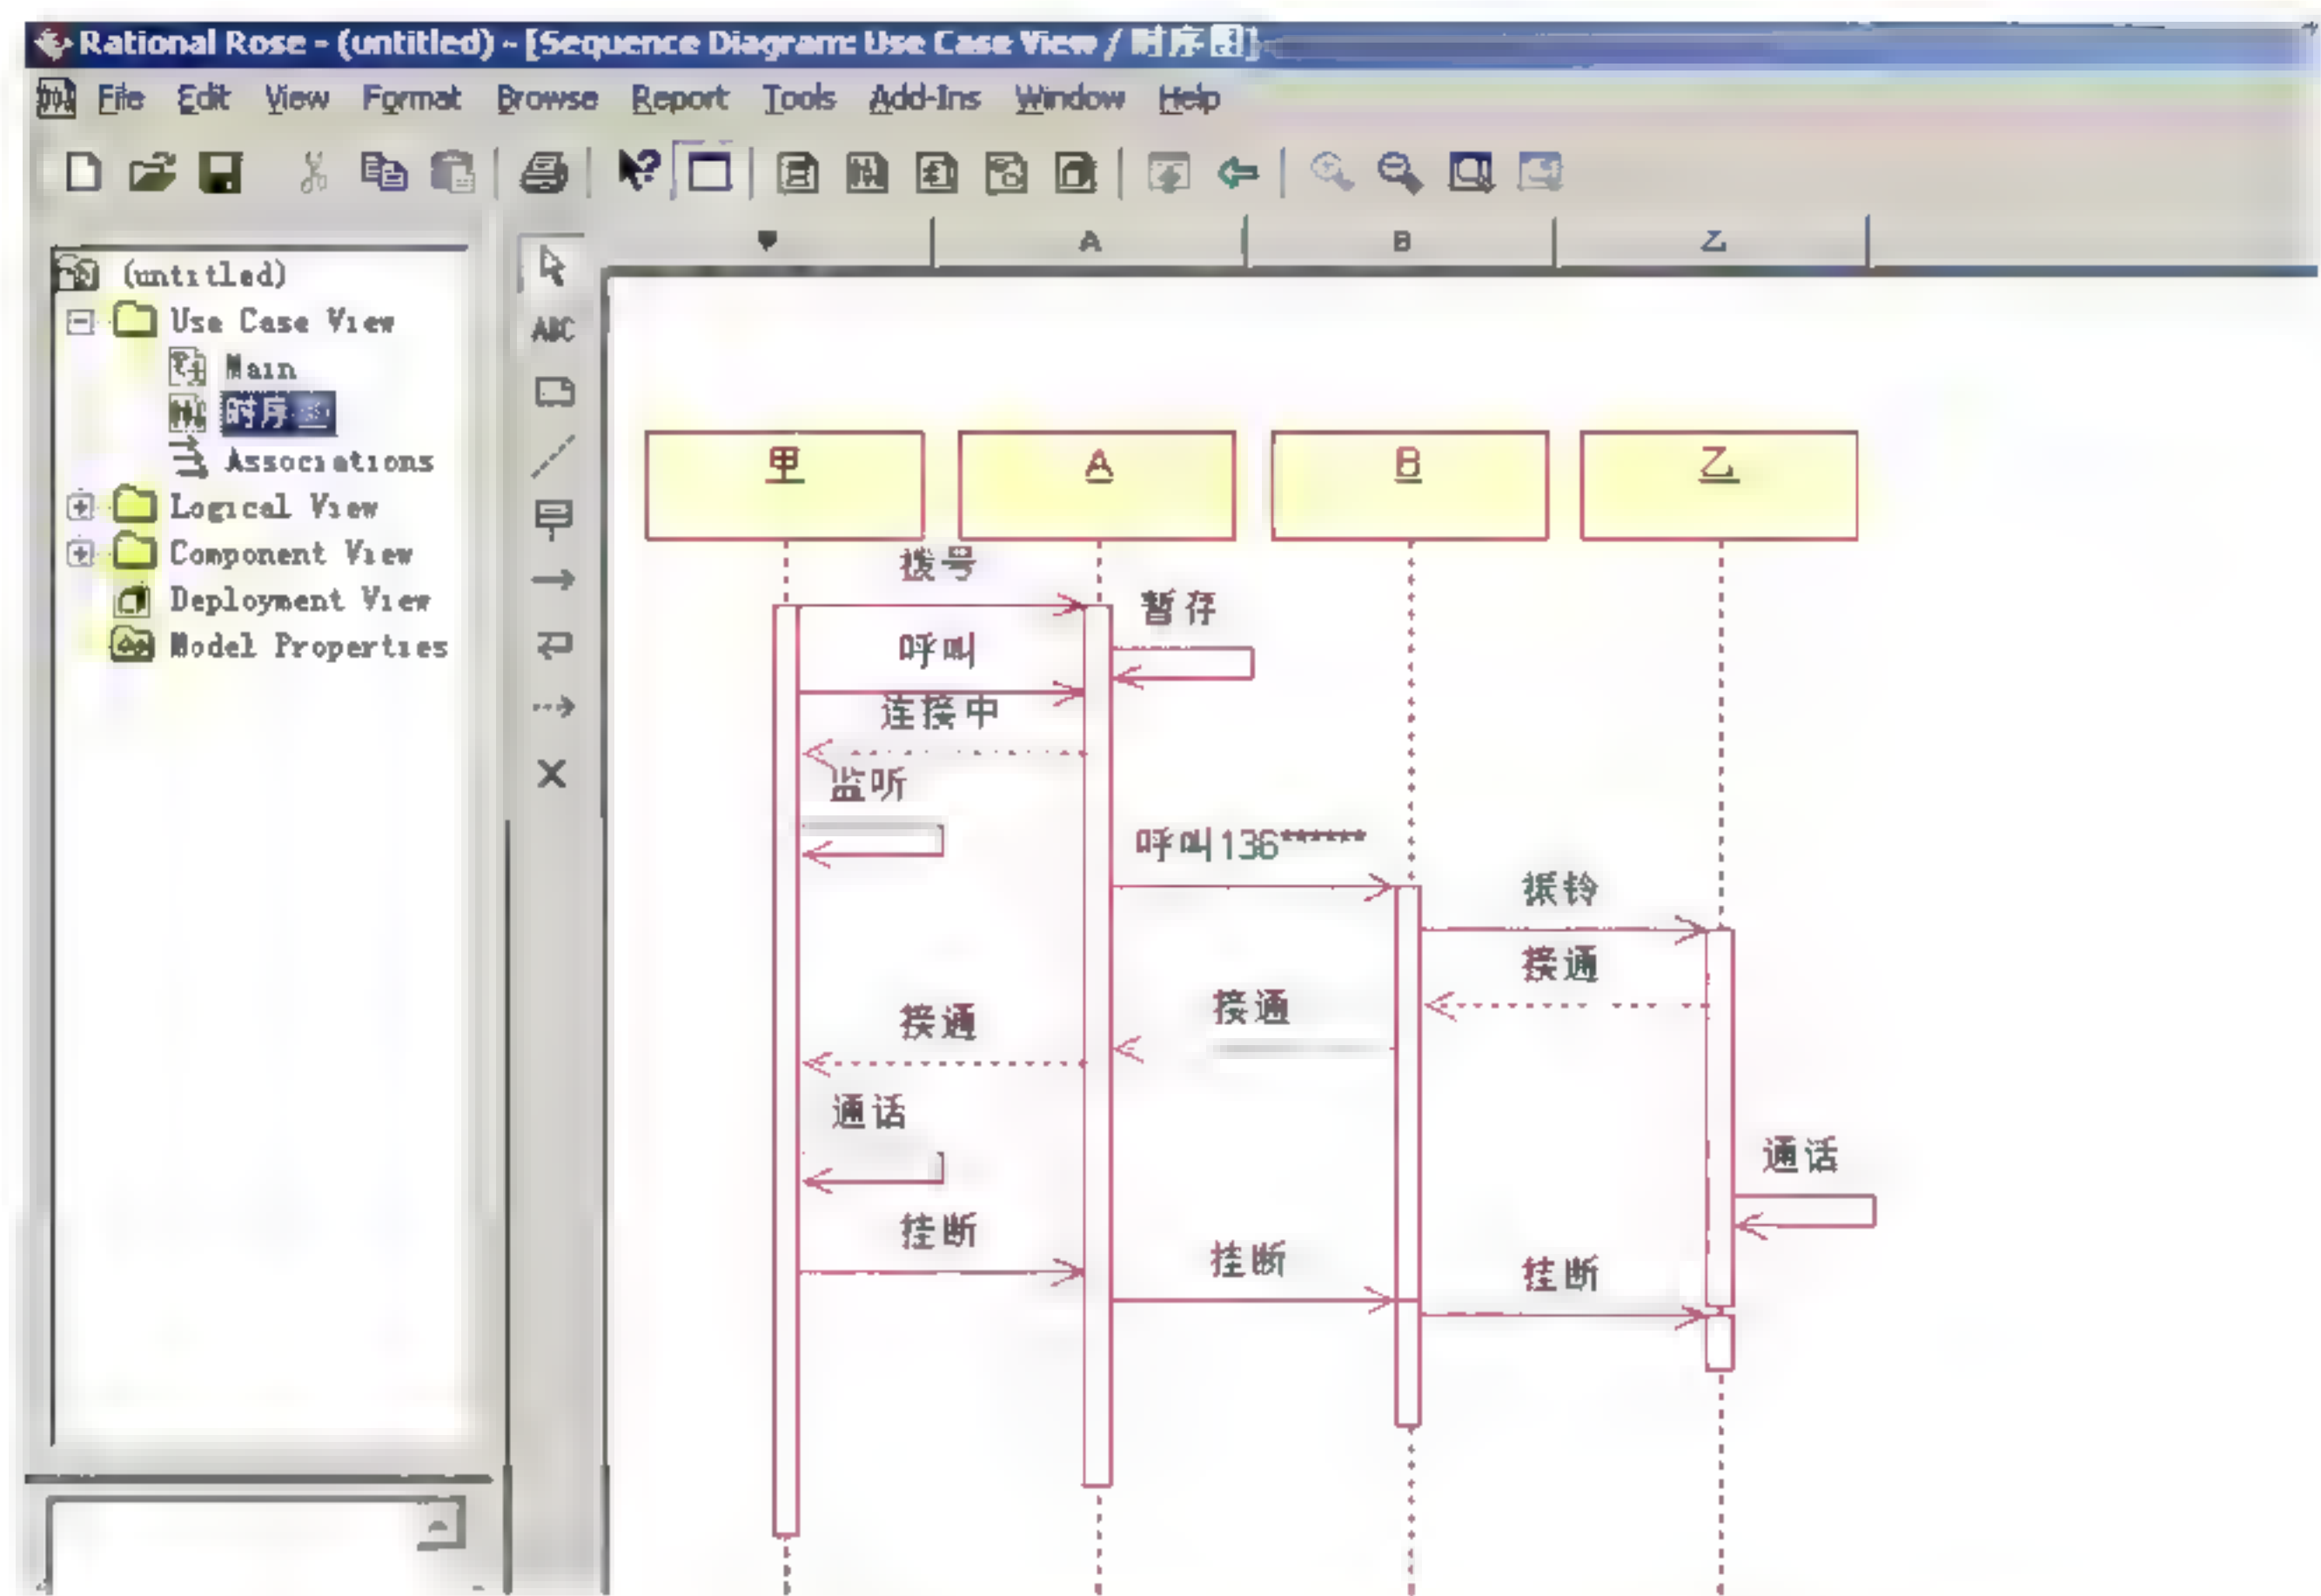 Rational Rose - (untitled) - [Sequence Diagram: Use Case View / 时序图]
File Edit View Format Browse Report Tools Add-Ins Window Help
A B 乙
(untitled)
Use Case View
Main
时序
Associations
Logical View
Component View
Deployment View
Model Properties
ABC
甲 A B 乙
拨号
暂存
呼叫
连接中
监听
呼叫136******
振铃
接通
接通
接通
通话
通话
挂断
挂断
挂断